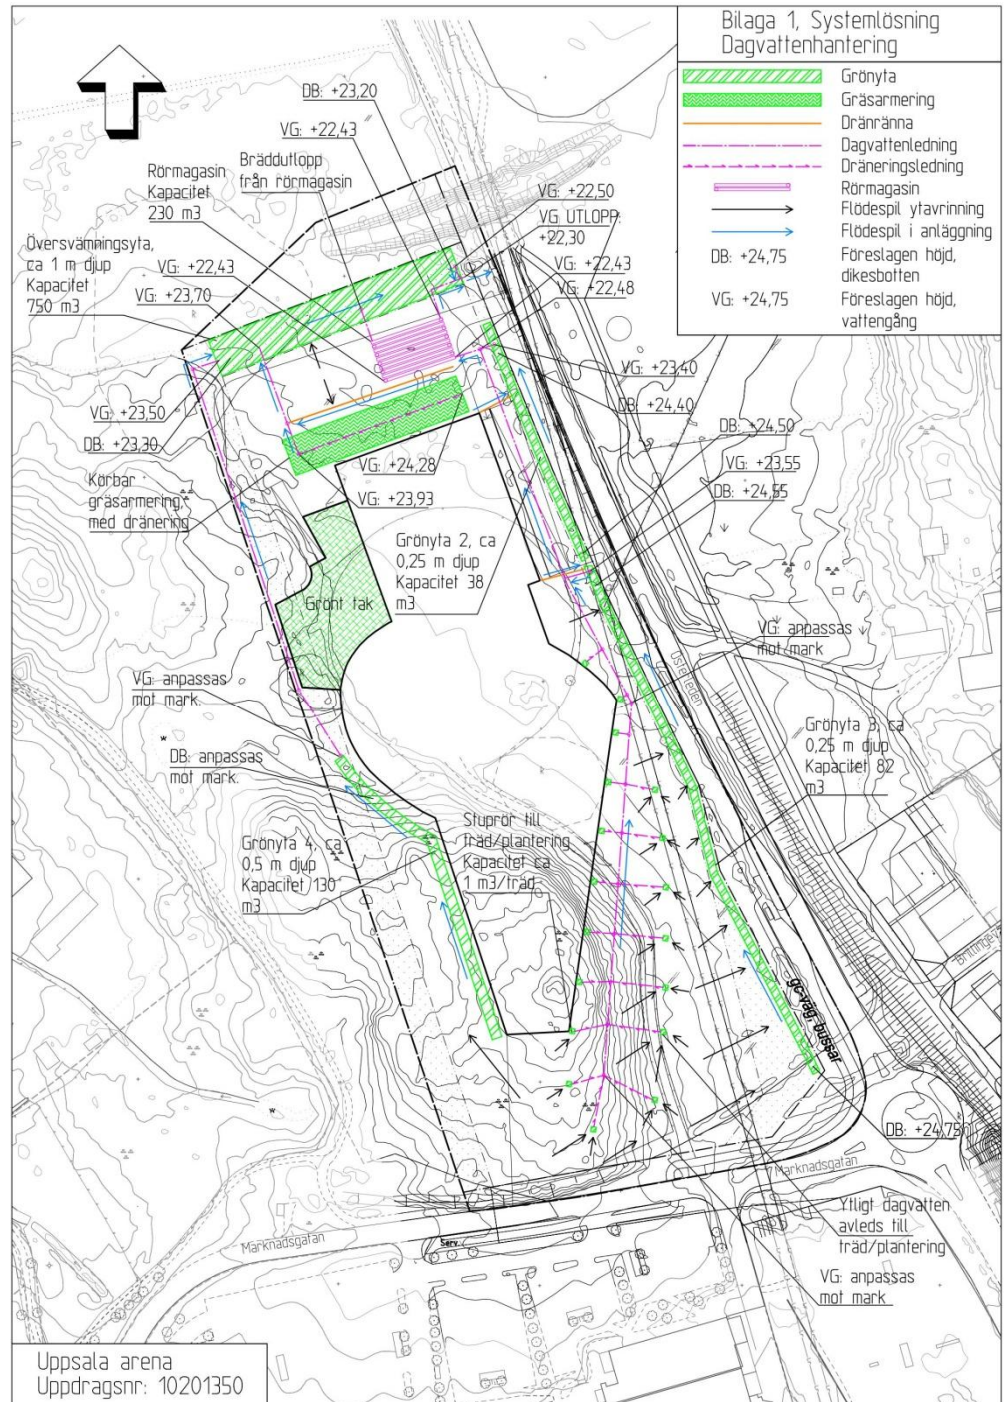 Bilaga 1, Systemlösning
Dagvattenhantering
Grönyta
Gräsarmering
Dränränna
Dagvattenledning
Dräneringsledning
Rörmagasin
Flödespil ytavrinning
Flödespil i anläggning
DB: +24,75
Föreslagen höjd,
dikesbotten
VG: +24,75
Föreslagen höjd,
vattengång
DB: +23,20
VG: +22,43
Bräddutlopp
från rörmagasin
Rörmagasin
Kapacitet
230 m3
Översvämningsyta,
ca 1 m djup
Kapacitet
750 m3
VG: +22,43
VG: +23,70
VG: +22,50
VG UTLOPP:
+22,30
VG: +22,43
VG: +22,48
VG: +23,50
DB: +23,30
Körbar
gräsarmering,
med dränering
VG: +24,28
VG: +23,93
VG: +23,40
DB: +24,40
DB: +24,50
VG: +23,55
DB: +24,55
Grönyta 2, ca
0,25 m djup
Kapacitet 38
m3
Grönt tak
VG: anpassas
mot mark
Österleden
VG: anpassas
mot mark.
DB: anpassas
mot mark.
Grönyta 3, ca
0,25 m djup
Kapacitet 82
m3
Grönyta 4, ca
0,5 m djup
Kapacitet 130
m3
Stuprör till
träd/plantering
Kapacitet ca
1 m3/träd
gc-väg, bussar
DB: +24,75
Marknadsgatan
Marknadsgatan
Serv.
Ytligt dagvatten
avleds till
träd/plantering
VG: anpassas
mot mark
Uppsala arena
Uppdragsnr: 10201350